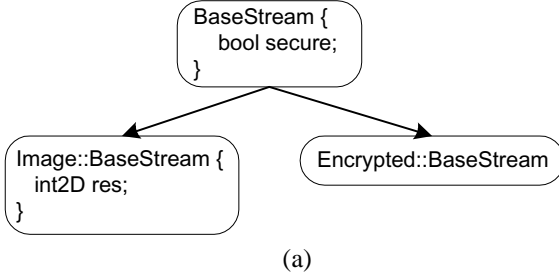 BaseStream {
bool secure;
}
Image::BaseStream {
int2D res;
}
Encrypted::BaseStream
(a)